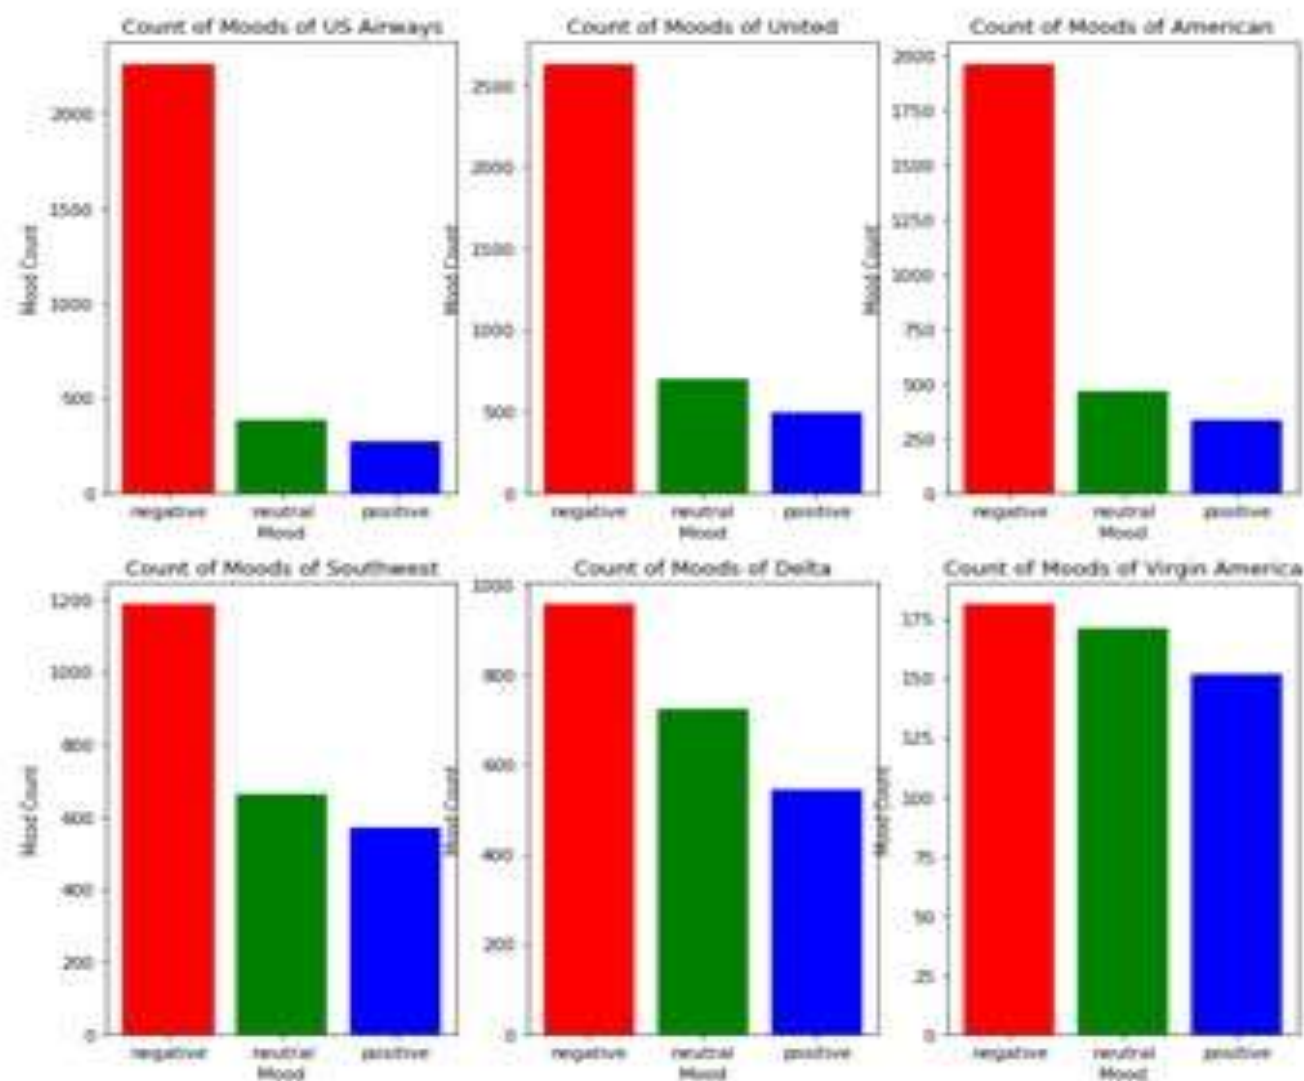 Count of Moods of US Airways
Mood Count
2000
1500
1000
500
0
negative neutral positive
Mood
Count of Moods of United
Mood Count
2500
2000
1500
1000
500
0
negative neutral positive
Mood
Count of Moods of American
Mood Count
2000
1750
1500
1250
1000
750
500
250
0
negative neutral positive
Mood
Count of Moods of Southwest
Mood Count
1200
1000
800
600
400
200
0
negative neutral positive
Mood
Count of Moods of Delta
Mood Count
1000
800
600
400
200
0
negative neutral positive
Mood
Count of Moods of Virgin America
Mood Count
175
150
125
100
75
50
25
0
negative neutral positive
Mood